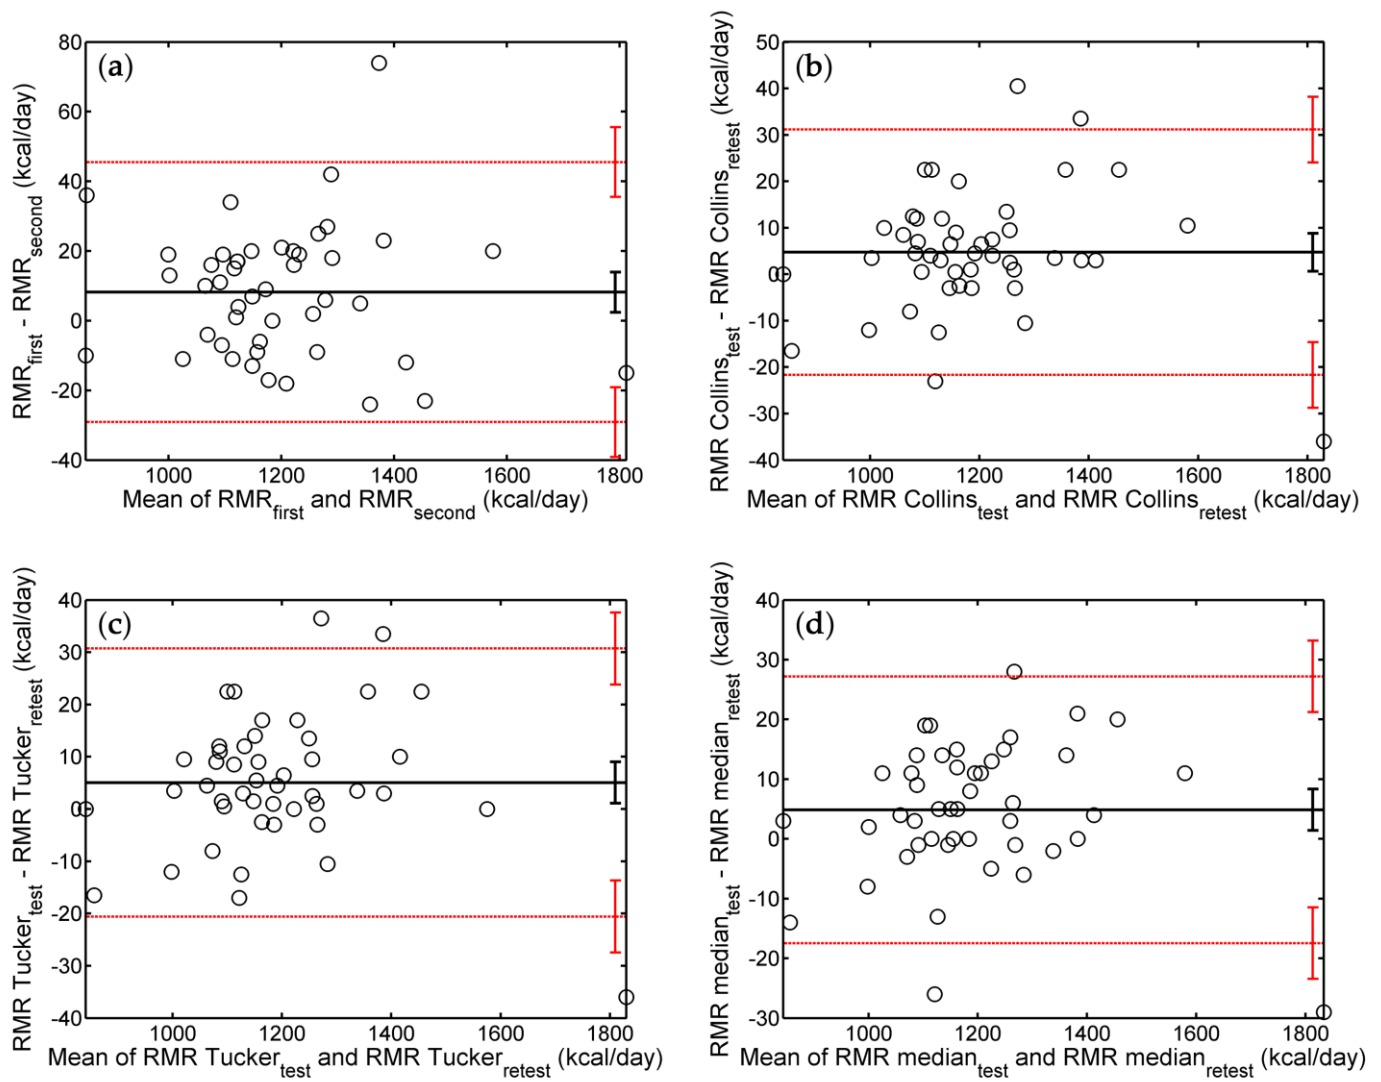 (a)
80
60
40
20
0
-20
-40
1000 1200 1400 1600 1800
RMRfirst - RMRsecond (kcal/day)
Mean of RMRfirst and RMRsecond (kcal/day)
(b)
50
40
30
20
10
0
-10
-20
-30
-40
1000 1200 1400 1600 1800
RMR Collinstest - RMR Collinsretest (kcal/day)
Mean of RMR Collinstest and RMR Collinsretest (kcal/day)
(c)
40
30
20
10
0
-10
-20
-30
-40
1000 1200 1400 1600 1800
RMR Tuckertest - RMR Tuckerretest (kcal/day)
Mean of RMR Tuckertest and RMR Tuckerretest (kcal/day)
(d)
40
30
20
10
0
-10
-20
-30
1000 1200 1400 1600 1800
RMR mediantest - RMR medianretest (kcal/day)
Mean of RMR mediantest and RMR medianretest (kcal/day)